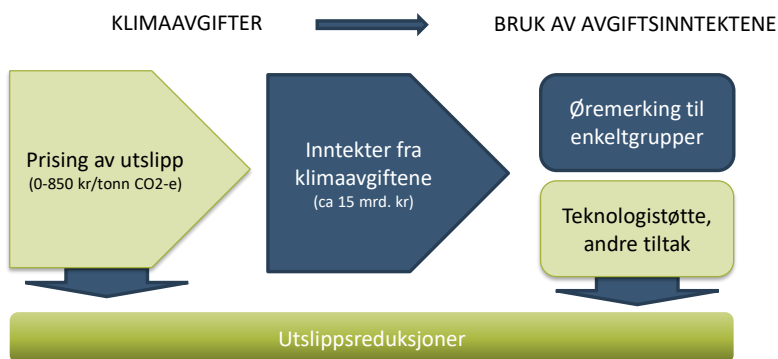 KLIMAAVGIFTER
BRUK AV AVGIFTSINNTEKTENE
Prising av utslipp
(0-850 kr/tonn CO2-e)
Inntekter fra
klimaavgiftene
(ca 15 mrd. kr)
Øremerking til
enkeltgrupper
Teknologistøtte,
andre tiltak
Utslippsreduksjoner